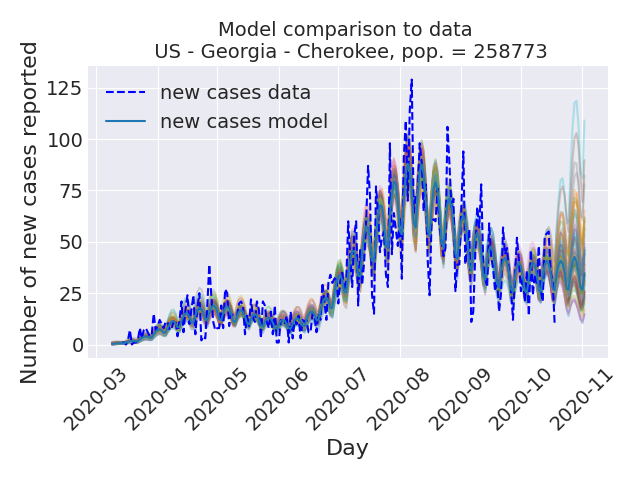 Model comparison to data
US - Georgia - Cherokee, pop. = 258773
Number of new cases reported
125
100
75
50
25
0
new cases data
new cases model
2020-03
2020-04
2020-05
2020-06
2020-07
2020-08
2020-09
2020-10
2020-11
Day